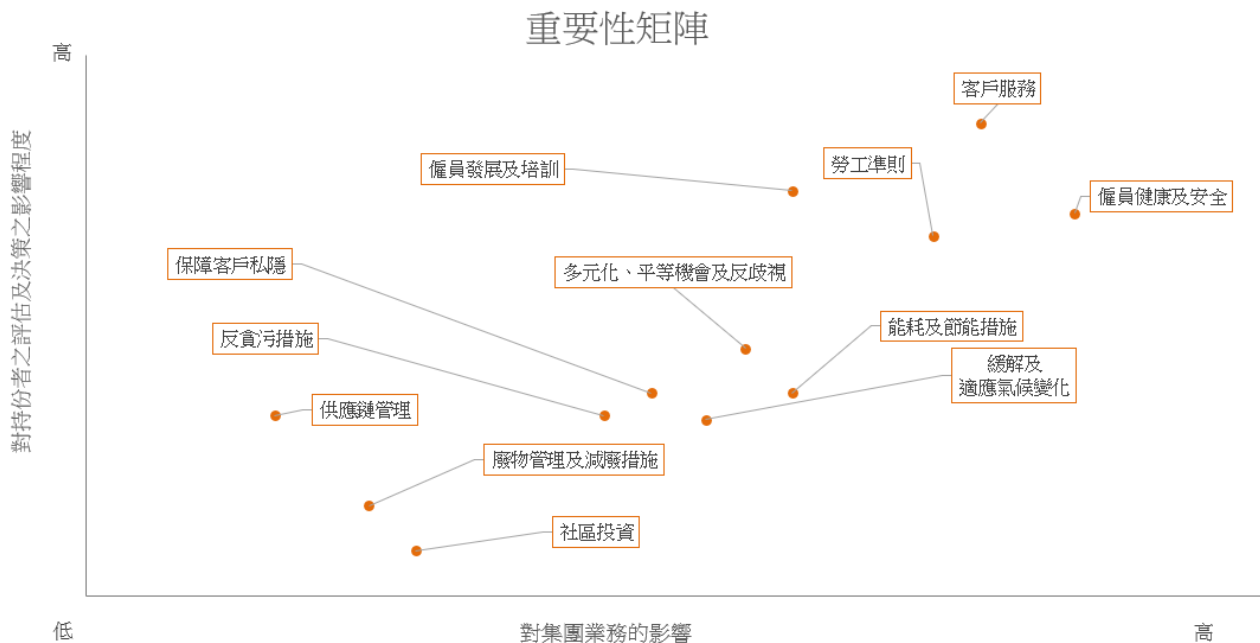 重要性矩陣
高
客戶服務
勞工準則
僱員發展及培訓
僱員健康及安全
對持份者之評估及決策之影響程度
保障客戶私隱
多元化、平等機會及反歧視
能耗及節能措施
反貪污措施
緩解及
適應氣候變化
供應鏈管理
廢物管理及減廢措施
社區投資
低
對集團業務的影響
高